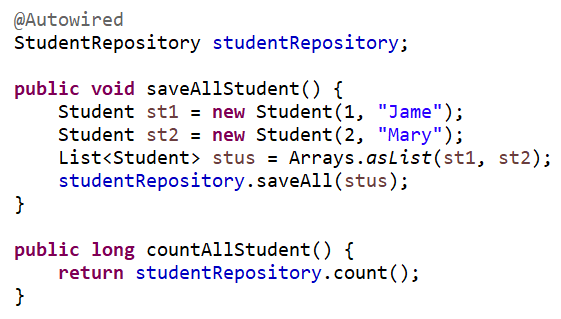 @Autowired
StudentRepository studentRepository;
public void saveAllStudent() {
    Student st1 = new Student(1, "Jame");
    Student st2 = new Student(2, "Mary");
    List<Student> stus = Arrays.asList(st1, st2);
    studentRepository.saveAll(stus);
}
public long countAllStudent() {
    return studentRepository.count();
}